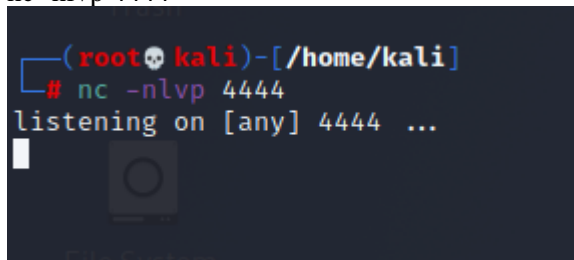 ┌──(root💀kali)-[/home/kali]
└─# nc -nlvp 4444
listening on [any] 4444 ...